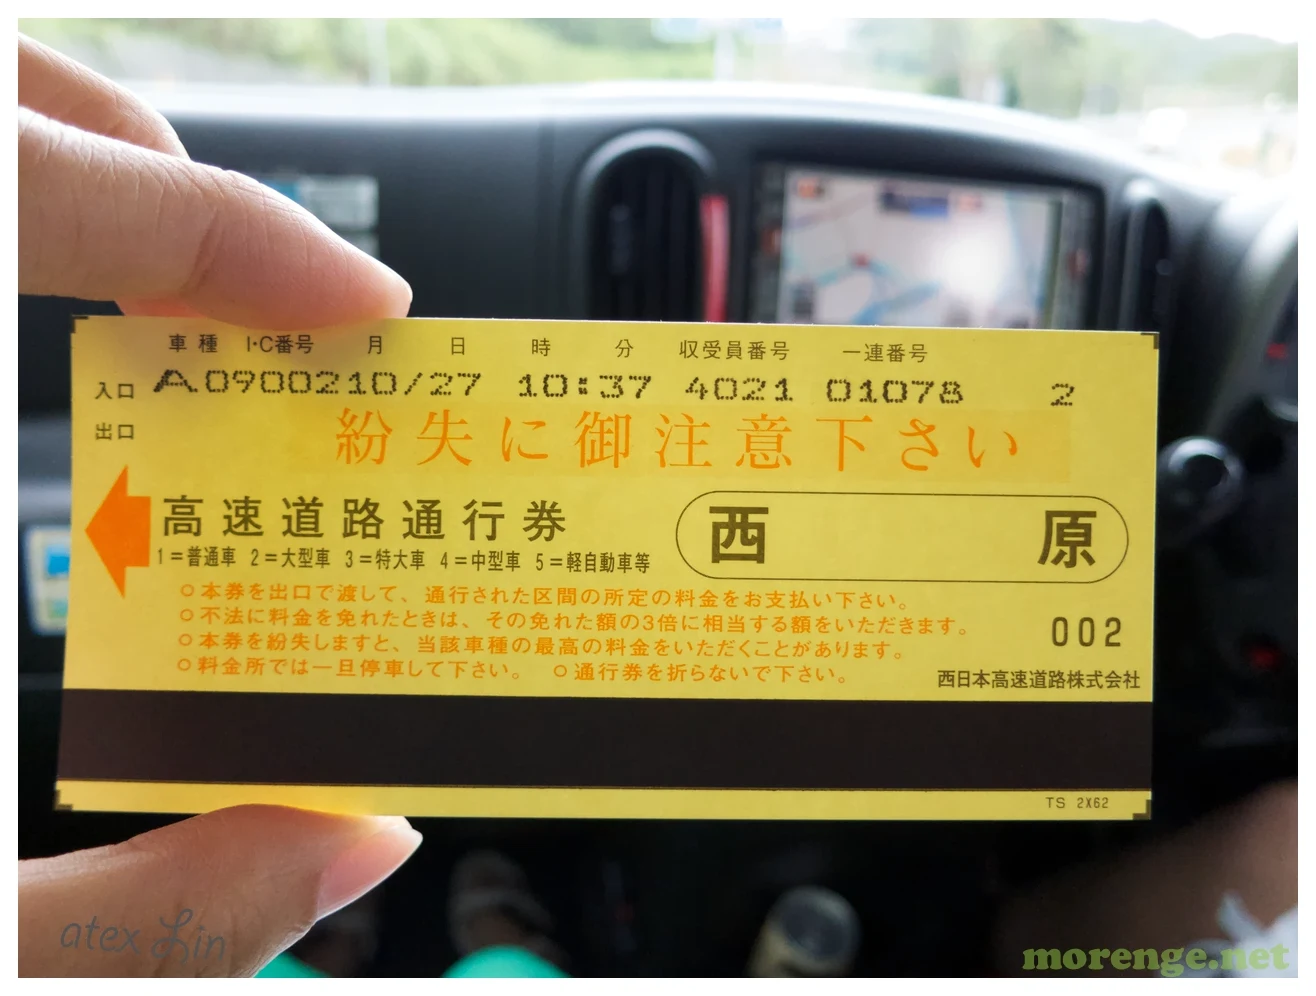 車種 I・C番号 月 日 時 分 収受員番号 一連番号
入口 A0900210/27 10:37 4021 01078 2
出口
紛失に御注意下さい
高速道路通行券
西原
1=普通車 2=大型車 3=特大車 4=中型車 5=軽自動車等
○本券を出口で渡して、通行された区間の所定の料金をお支払い下さい。
○不法に料金を免れたときは、その免れた額の3倍に相当する額をいただきます。
○本券を紛失しますと、当該車種の最高の料金をいただくことがあります。
○料金所では一旦停車して下さい。 ○通行券を折らないで下さい。
002
西日本高速道路株式会社
TS 2X62
atex Lin
morenge.net